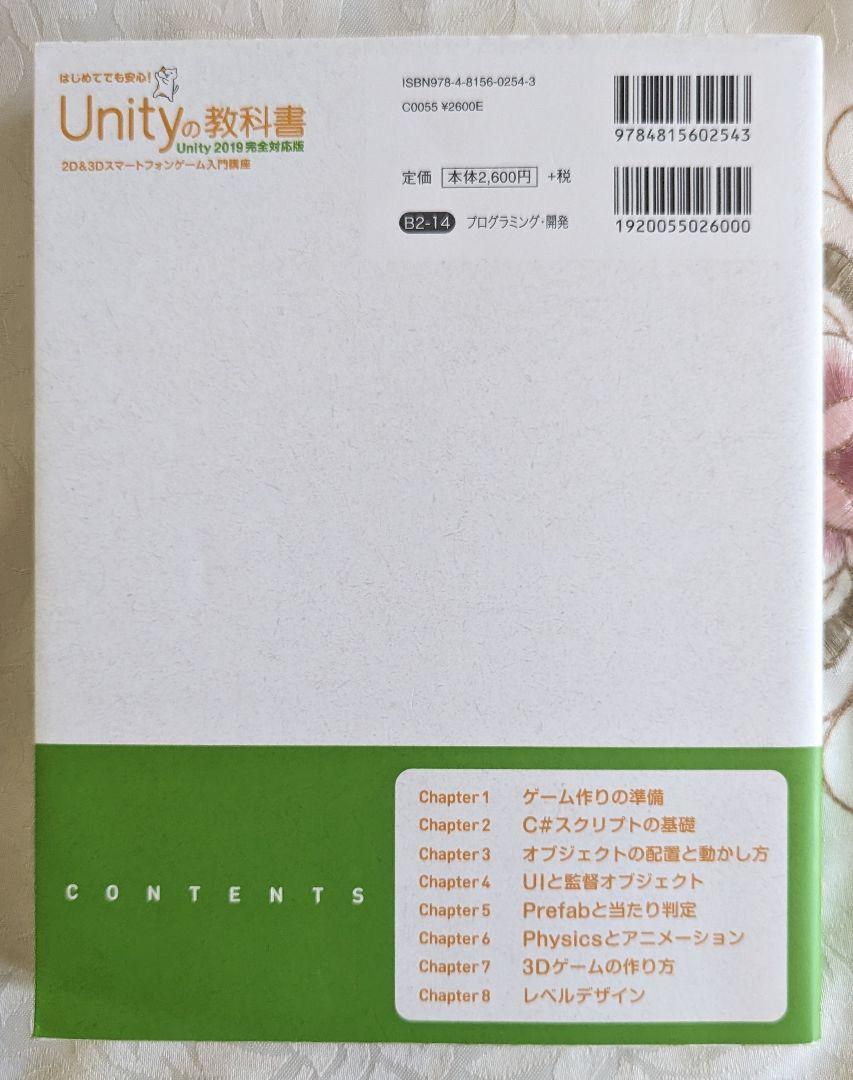 はじめてでも安心!
Unityの教科書
Unity 2019完全対応版
2D&3Dスマートフォンゲーム入門講座
ISBN978-4-8156-0254-3
C0055 ¥2600E
9784815602543
定価 本体2,600円 +税
1920055026000
B2-14 プログラミング・開発
CONTENTS
Chapter 1 ゲーム作りの準備
Chapter 2 C#スクリプトの基礎
Chapter 3 オブジェクトの配置と動かし方
Chapter 4 UIと監督オブジェクト
Chapter 5 Prefabと当たり判定
Chapter 6 Physicsとアニメーション
Chapter 7 3Dゲームの作り方
Chapter 8 レベルデザイン